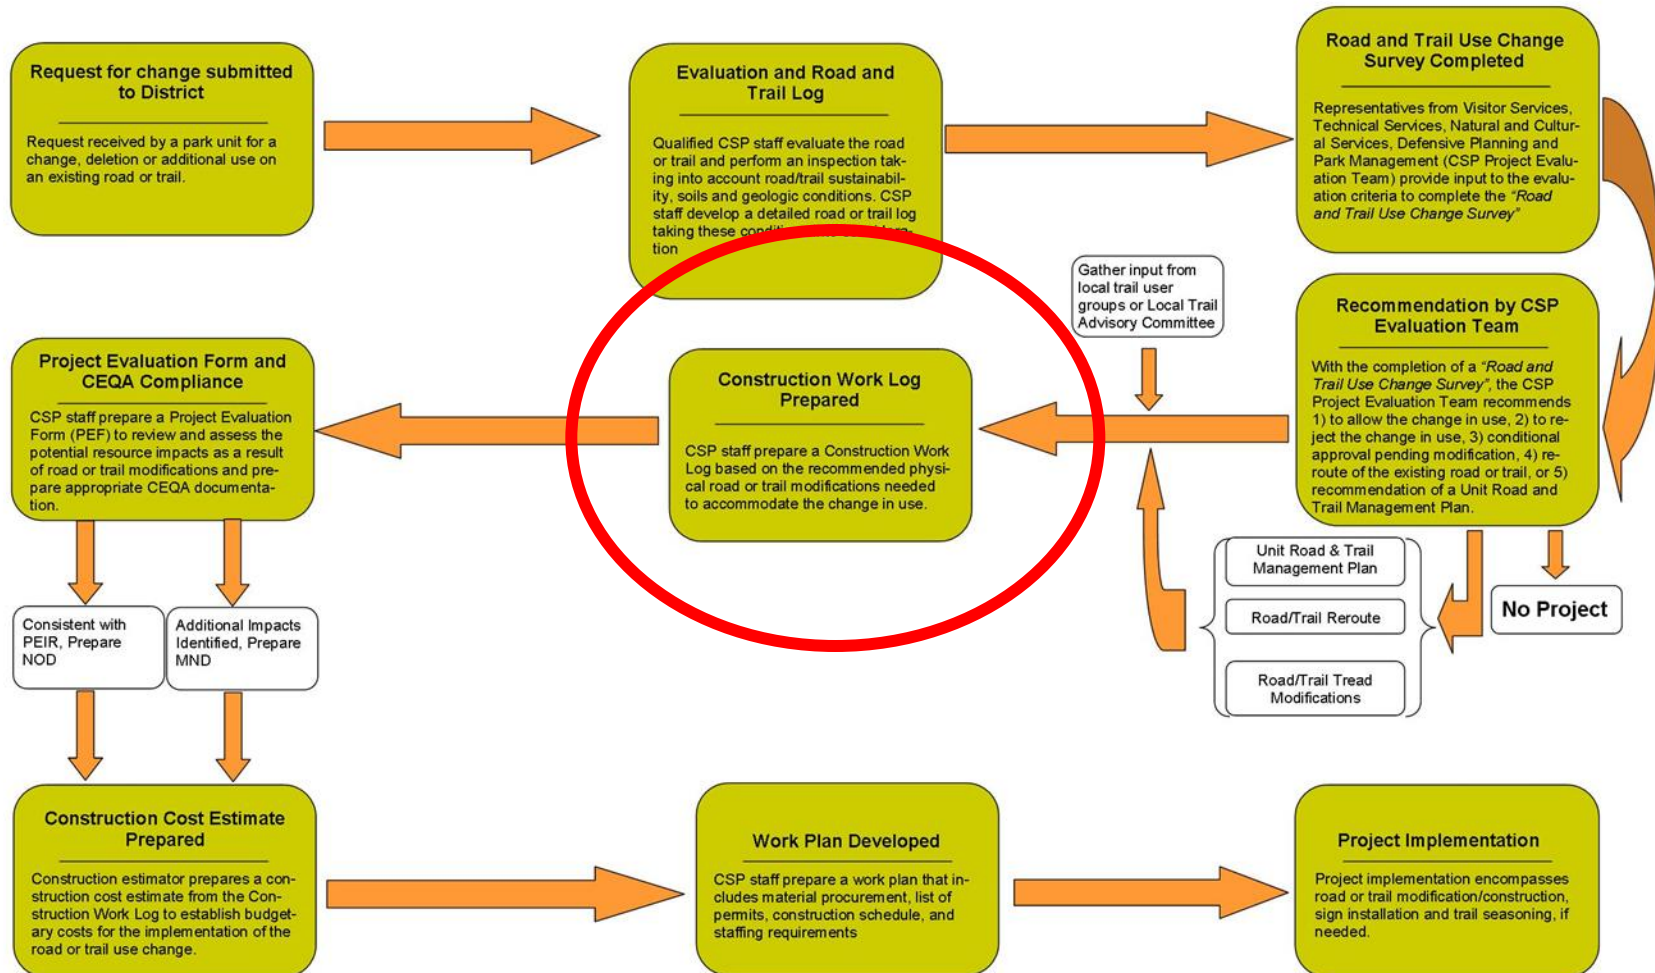 Request for change submitted
to District
Request received by a park unit for a
change, deletion or additional use on
an existing road or trail.
Evaluation and Road and
Trail Log
Qualified CSP staff evaluate the road
or trail and perform an inspection tak-
ing into account road/trail sustainabil-
ity, soils and geologic conditions. CSP
staff develop a detailed road or trail log
taking these
tion
Road and Trail Use Change
Survey Completed
Representatives from Visitor Services,
Technical Services, Natural and Cultur-
al Services, Defensive Planning and
Park Management (CSP Project Evalu-
ation Team) provide input to the evalu-
ation criteria to complete the “Road
and Trail Use Change Survey”
Gather input from
local trail user
groups or Local Trail
Advisory Committee
Recommendation by CSP
Evaluation Team
With the completion of a “Road and
Trail Use Change Survey”, the CSP
Project Evaluation Team recommends
1) to allow the change in use, 2) to re-
ject the change in use, 3) conditional
approval pending modification, 4) re-
route of the existing road or trail, or 5)
recommendation of a Unit Road and
Trail Management Plan.
Construction Work Log
Prepared
CSP staff prepare a Construction Work
Log based on the recommended physi-
cal road or trail modifications needed
to accommodate the change in use.
Project Evaluation Form and
CEQA Compliance
CSP staff prepare a Project Evaluation
Form (PEF) to review and assess the
potential resource impacts as a result
of road or trail modifications and pre-
pare appropriate CEQA documenta-
tion.
Unit Road & Trail
Management Plan
Road/Trail Reroute
Road/Trail Tread
Modifications
No Project
Consistent with
PEIR, Prepare
NOD
Additional Impacts
Identified, Prepare
MND
Construction Cost Estimate
Prepared
Construction estimator prepares a con-
struction cost estimate from the Con-
struction Work Log to establish budget-
ary costs for the implementation of the
road or trail use change.
Work Plan Developed
CSP staff prepare a work plan that in-
cludes material procurement, list of
permits, construction schedule, and
staffing requirements
Project Implementation
Project implementation encompasses
road or trail modification/construction,
sign installation and trail seasoning, if
needed.